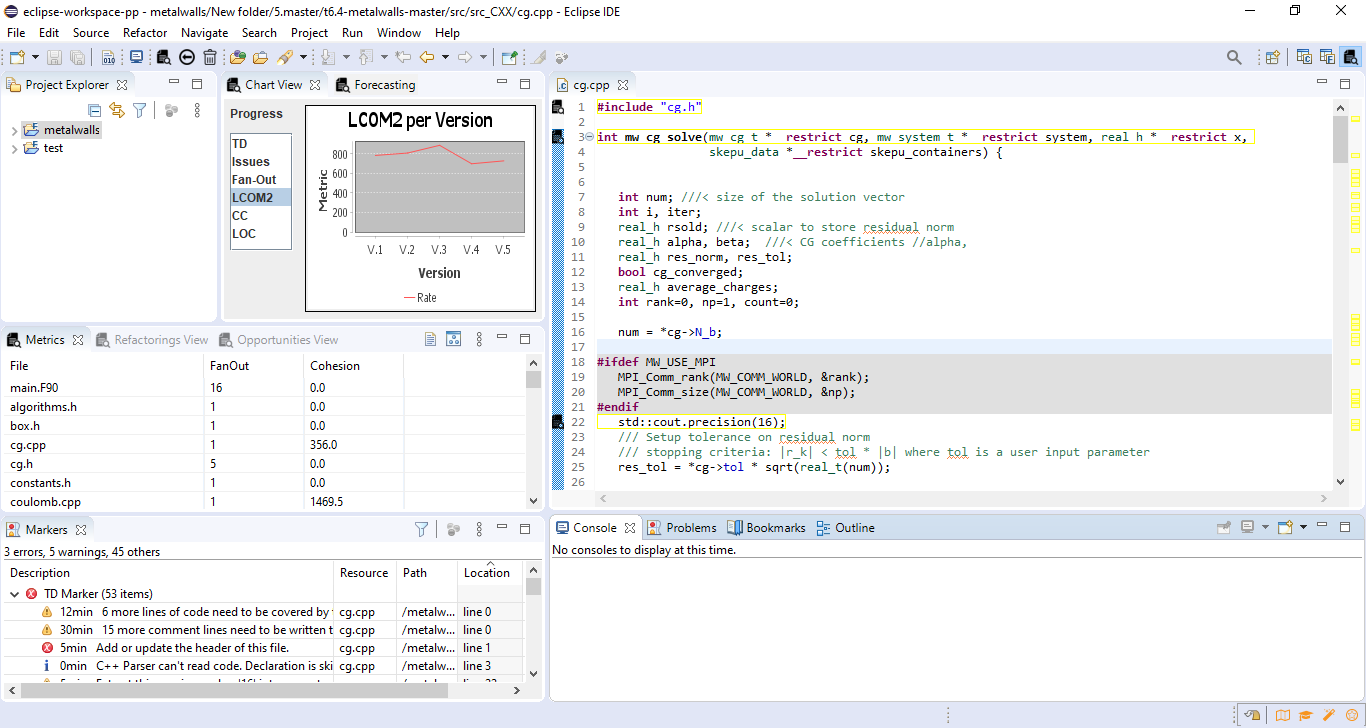 eclipse-workspace-pp - metalwalls/New folder/5.master/t6.4-metalwalls-master/src/src_CXX/cg.cpp - Eclipse IDE
File Edit Source Refactor Navigate Search Project Run Window Help
Project Explorer
metalwalls
test
Chart View
Forecasting
Progress
TD
Issues
Fan-Out
LCOM2
CC
LOC
LCOM2 per Version
Metric
800
600
400
200
0
V.1 V.2 V.3 V.4 V.5
Version
Rate
cg.cpp
1 #include "cg.h"
2
3 int mw_cg_solve(mw_cg_t *__restrict cg, mw_system_t *__restrict system, real_h *__restrict x,
4 skepu_data *__restrict skepu_containers) {
5
6
7 int num; ///< size of the solution vector
8 int i, iter;
9 real_h rsold; ///< scalar to store residual norm
10 real_h alpha, beta; ///< CG coefficients //alpha,
11 real_h res_norm, res_tol;
12 bool cg_converged;
13 real_h average_charges;
14 int rank=0, np=1, count=0;
15
16 num = *cg->N_b;
17
18 #ifdef MW_USE_MPI
19 MPI_Comm_rank(MW_COMM_WORLD, &rank);
20 MPI_Comm_size(MW_COMM_WORLD, &np);
21 #endif
22 std::cout.precision(16);
23 /// Setup tolerance on residual norm
24 /// stopping criteria: |r_k| < tol * |b| where tol is a user input parameter
25 res_tol = *cg->tol * sqrt(real_t(num));
26
Metrics
Refactorings View
Opportunities View
File FanOut Cohesion
main.F90 16 0.0
algorithms.h 1 0.0
box.h 1 0.0
cg.cpp 1 356.0
cg.h 5 0.0
constants.h 1 0.0
coulomb.cpp 1 1469.5
Markers
3 errors, 5 warnings, 45 others
Description Resource Path Location
TD Marker (53 items)
12min 6 more lines of code need to be covered by cg.cpp /metalw... line 0
30min 15 more comment lines need to be written t cg.cpp /metalw... line 0
5min Add or update the header of this file. cg.cpp /metalw... line 1
0min C++ Parser can't read code. Declaration is ski cg.cpp /metalw... line 3
Console
Problems
Bookmarks
Outline
No consoles to display at this time.